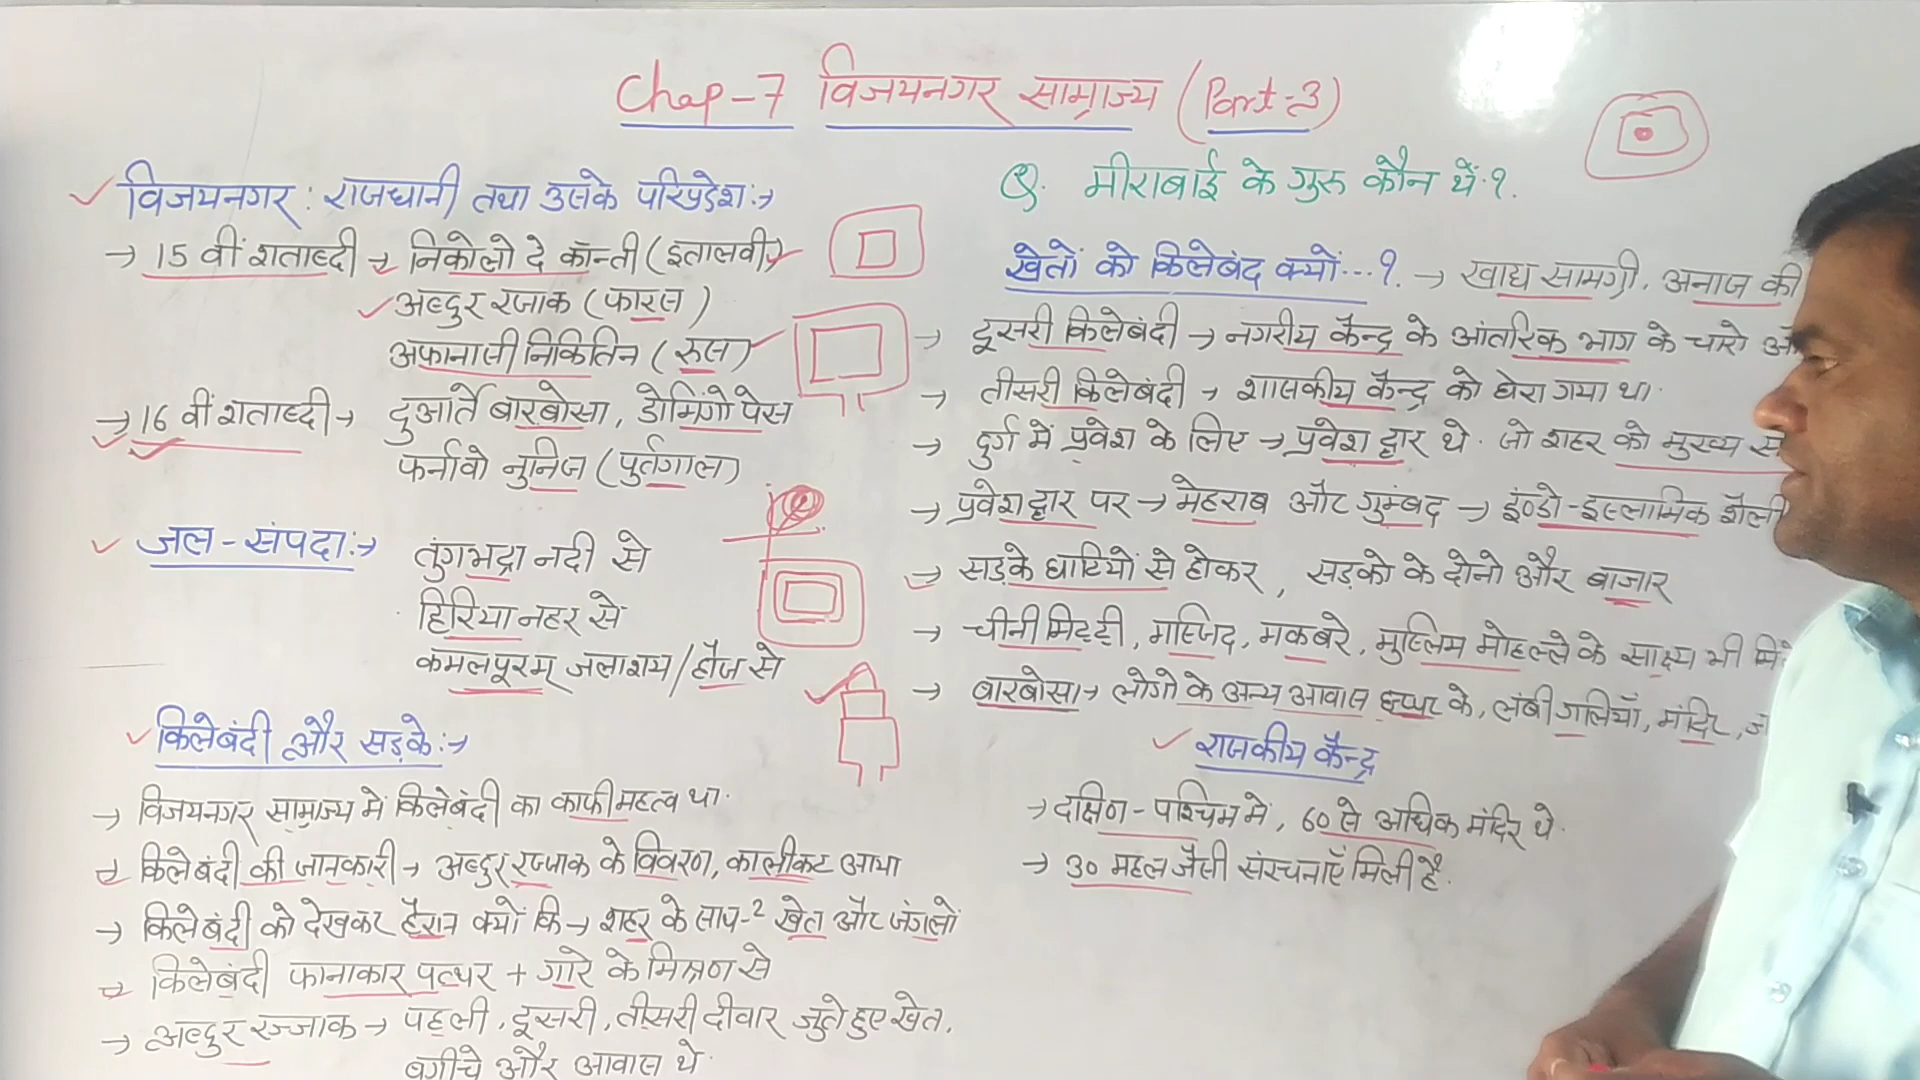 Chap-7 विजयनगर साम्राज्य (Part-3)
विजयनगर : राजधानी तथा उसके परिप्रदेश :→
→ 15 वीं शताब्दी → निकोलो दे कॉन्ती (इतालवी)
अब्दुर रजाक (फारस)
अफानासी निकितिन (रुस)
→ 16 वीं शताब्दी → दुआर्ते बारबोसा, डोमिंगो पेस
फर्नावो नुनिज (पुर्तगाल)
जल-संपदा :→ तुंगभद्रा नदी से
हिरिया नहर से
कमलपूरम् जलाशय/हौज से
किलेबंदी और सड़के :→
→ विजयनगर साम्राज्य में किलेबंदी का काफी महत्व था.
→ किलेबंदी की जानकारी → अब्दुर रज्जाक के विवरण, कालीकट आया
→ किलेबंदी को देखकर हैरान क्यों कि → शहर के साथ-2 खेत और जंगलों
→ किलेबंदी फानाकार पत्थर + गारे के मिश्रण से
→ अब्दुर रज्जाक → पहली, दूसरी, तीसरी दीवार जुते हुए खेत,
बगीचे और आवास थे.
Q. मीराबाई के गुरु कौन थें ?.
खेतों को किलेबंद क्यों...?. → खाद्य सामग्री, अनाज की
→ दूसरी किलेबंदी → नगरीय केन्द्र के आंतरिक भाग के चारो
→ तीसरी किलेबंदी → शासकीय केन्द्र को घेरा गया था.
→ दुर्ग में प्रवेश के लिए → प्रवेश द्वार थे. जो शहर को मुख्य
→ प्रवेश द्वार पर → मेहराब और गुम्बद → इंण्डो-इस्लामिक शैली
→ सड़के घाटियों से होकर, सड़को के दोनो और बाजार
→ चीनी मिट्टी, मस्जिद, मकबरे, मुस्लिम मोहल्ले के साक्ष्य भी
→ बारबोसा → लोगो के अन्य आवास छप्पर के, लंबी गलियाँ, मंदिर,
राजकीय केन्द्र
→ दक्षिण-पश्चिम मे, 60 से अधिक मंदिर थे.
→ 30 महल जैसी संरचनाएँ मिली है.